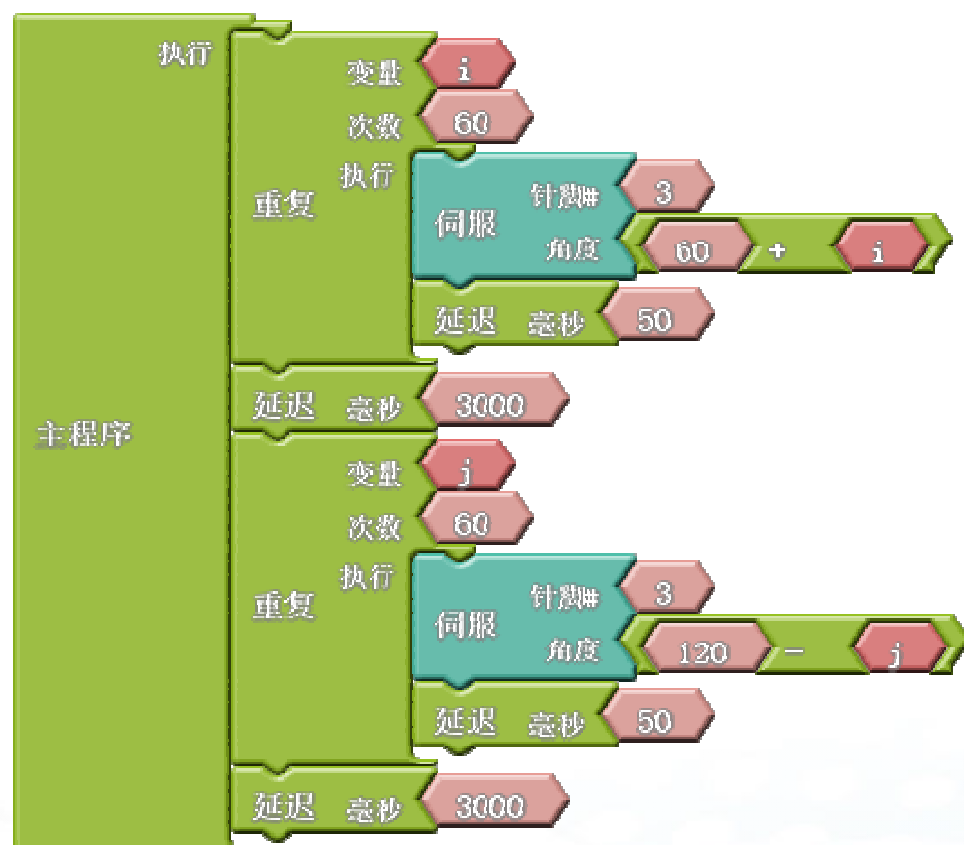 执行
变量 i
次数 60
执行
重复
伺服
针脚# 3
角度 60 + i
延迟 毫秒 50
延迟 毫秒 3000
主程序
变量 j
次数 60
执行
重复
伺服
针脚# 3
角度 120 - j
延迟 毫秒 50
延迟 毫秒 3000